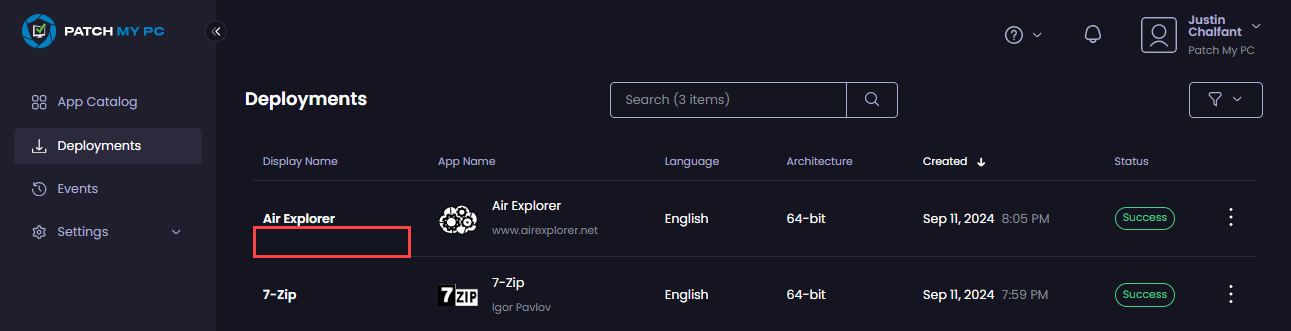 PATCH MY PC
Justin
Chalfant
Patch My PC
App Catalog
Deployments
Events
Settings
Deployments
Search (3 items)
Display Name App Name Language Architecture Created Status
Air Explorer Air Explorer English 64-bit Sep 11, 2024 8:05 PM Success
www.airexplorer.net
7-Zip 7 ZIP 7-Zip English 64-bit Sep 11, 2024 7:59 PM Success
Igor Pavlov